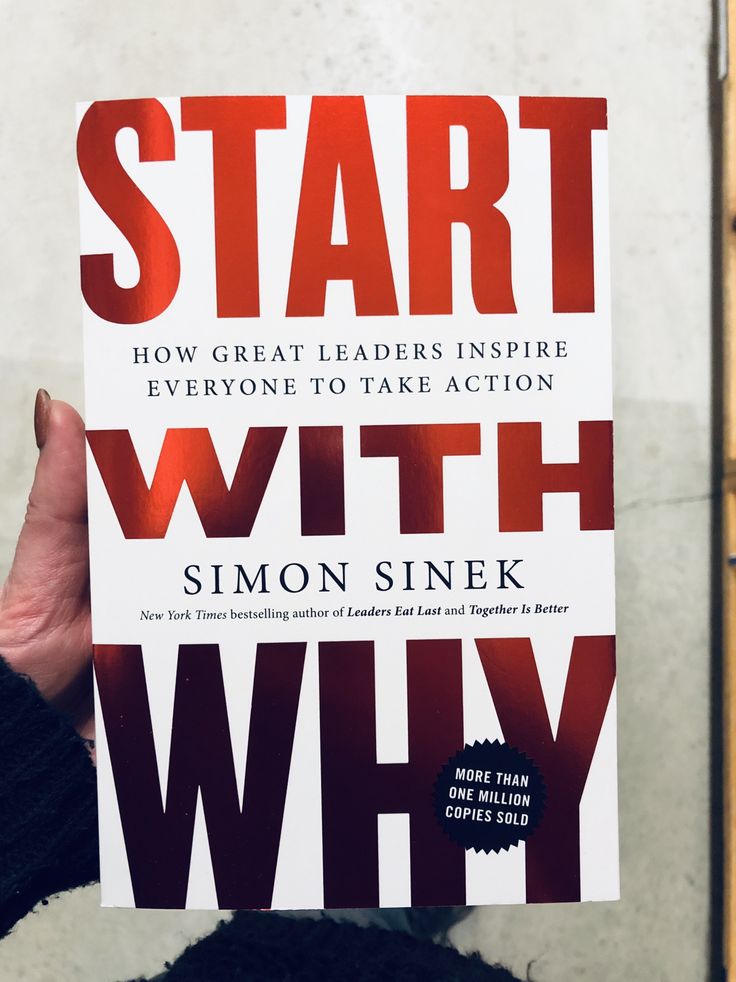 START
HOW GREAT LEADERS INSPIRE
EVERYONE TO TAKE ACTION
WITH
SIMON SINEK
New York Times bestselling author of Leaders Eat Last and Together Is Better
WHY
MORE THAN
ONE MILLION
COPIES SOLD